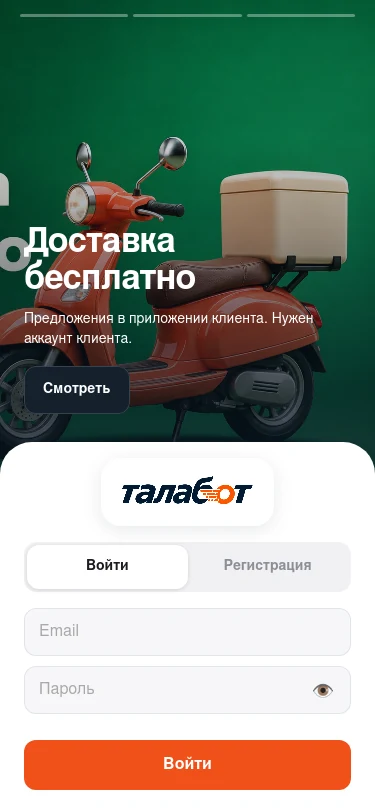 Доставка
бесплатно
Предложения в приложении клиента. Нужен
аккаунт клиента.
Смотреть
талабот
Войти
Регистрация
Email
Пароль
Войти